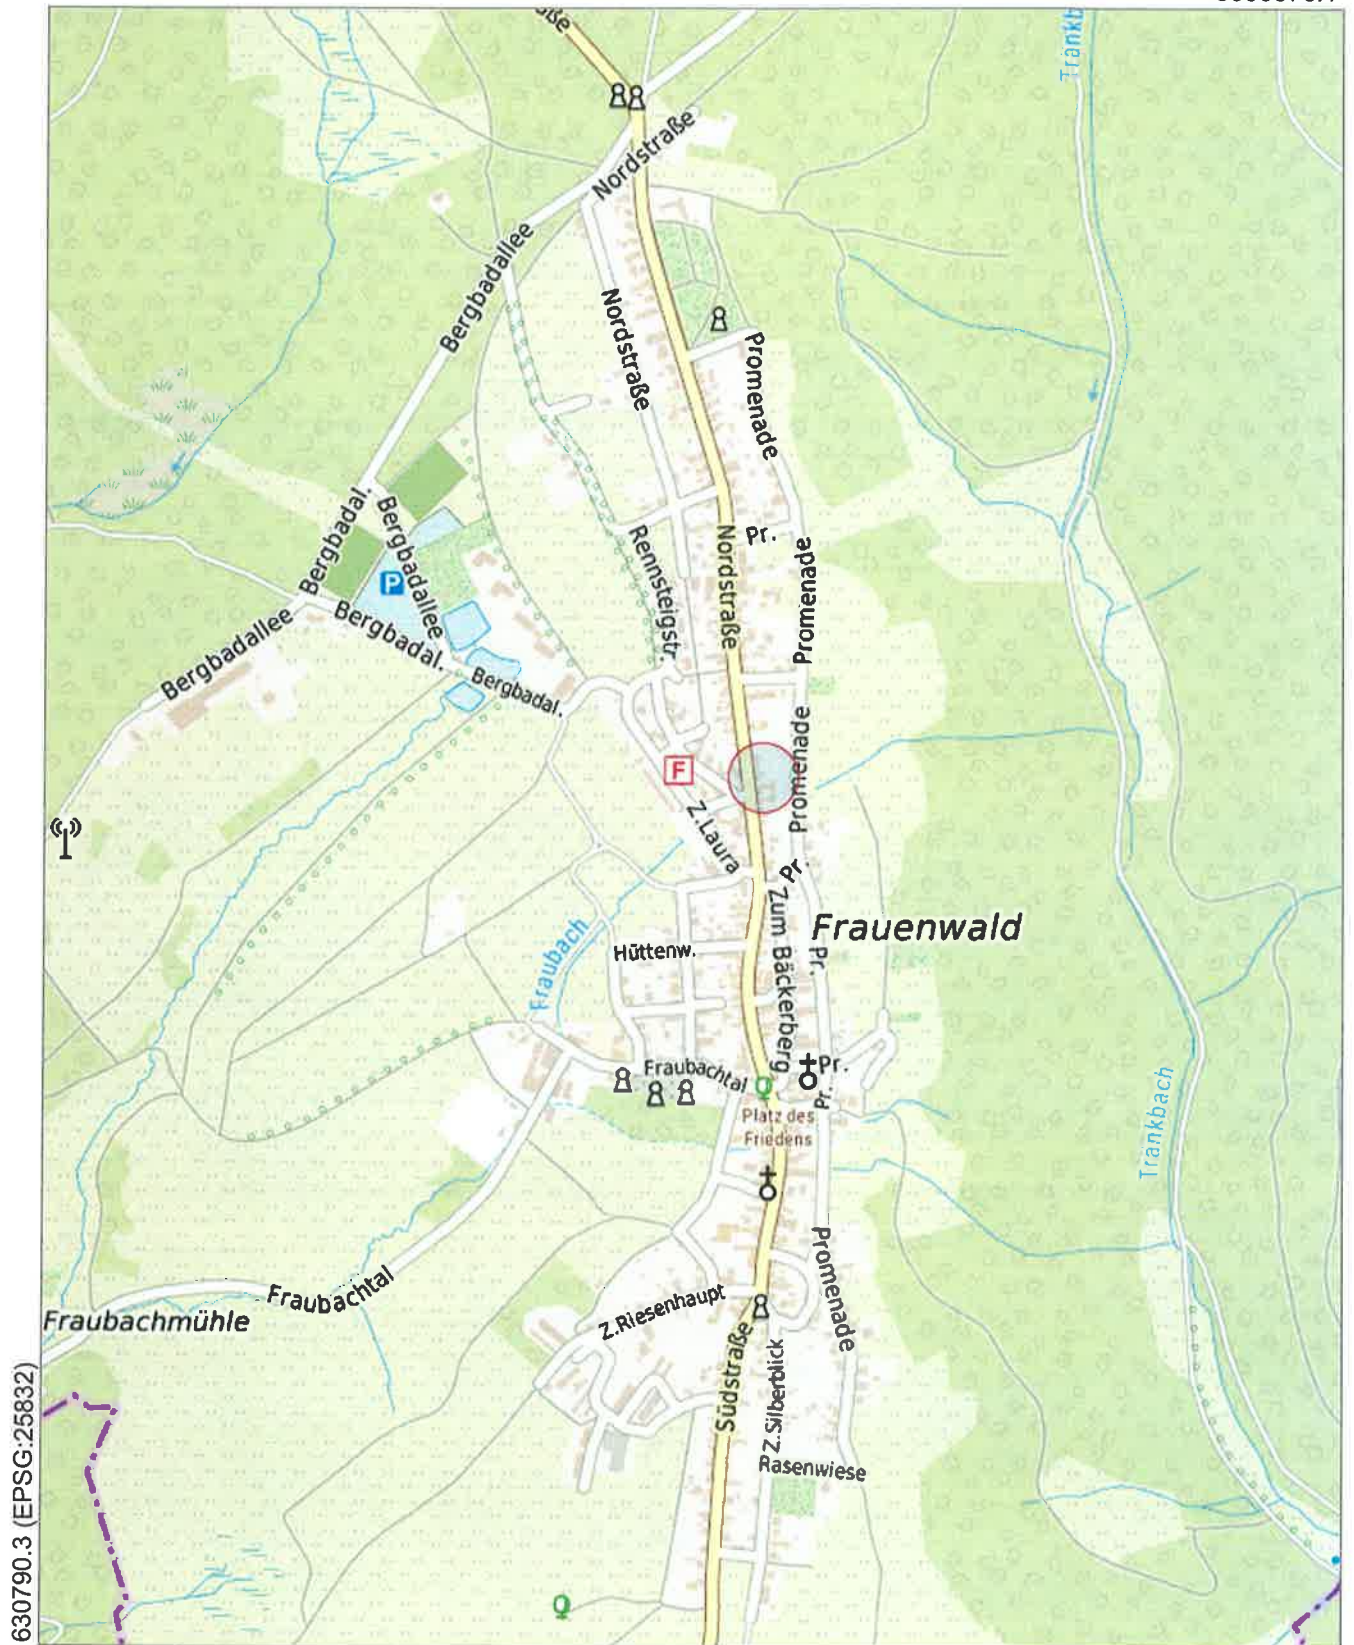 Nordstraße
Bergbadallee
Nordstraße
Promenade
Bergbadal.
Bergbadallee
Rennsteigstr.
Nordstraße
Pr.
Promenade
P
Bergbadallee
Bergbadal.
Bergbadal.
Promenade
F
Z.Laura
Pr.
Zum Bäckerberg
Frauenwald
Fraubach
Hüttenw.
Pr.
Fraubachtal
Pr.
Pr.
Platz des
Friedens
Trankbach
Promenade
Fraubachtal
Fraubachmühle
Z.Riesenhaupt
Südstraße
Z.Silberblick
Rasenwiese
630790.3 (EPSG:25832)